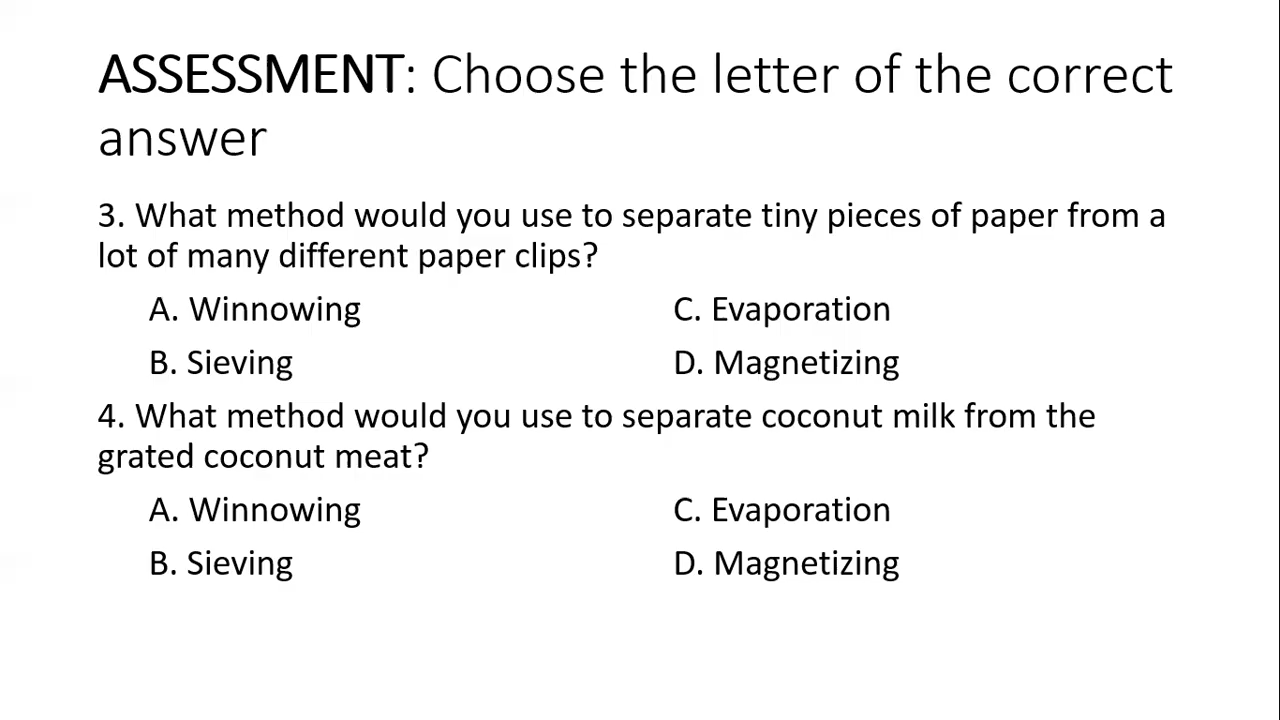 ASSESSMENT: Choose the letter of the correct
answer
3. What method would you use to separate tiny pieces of paper from a
lot of many different paper clips?
A. Winnowing C. Evaporation
B. Sieving D. Magnetizing
4. What method would you use to separate coconut milk from the
grated coconut meat?
A. Winnowing C. Evaporation
B. Sieving D. Magnetizing